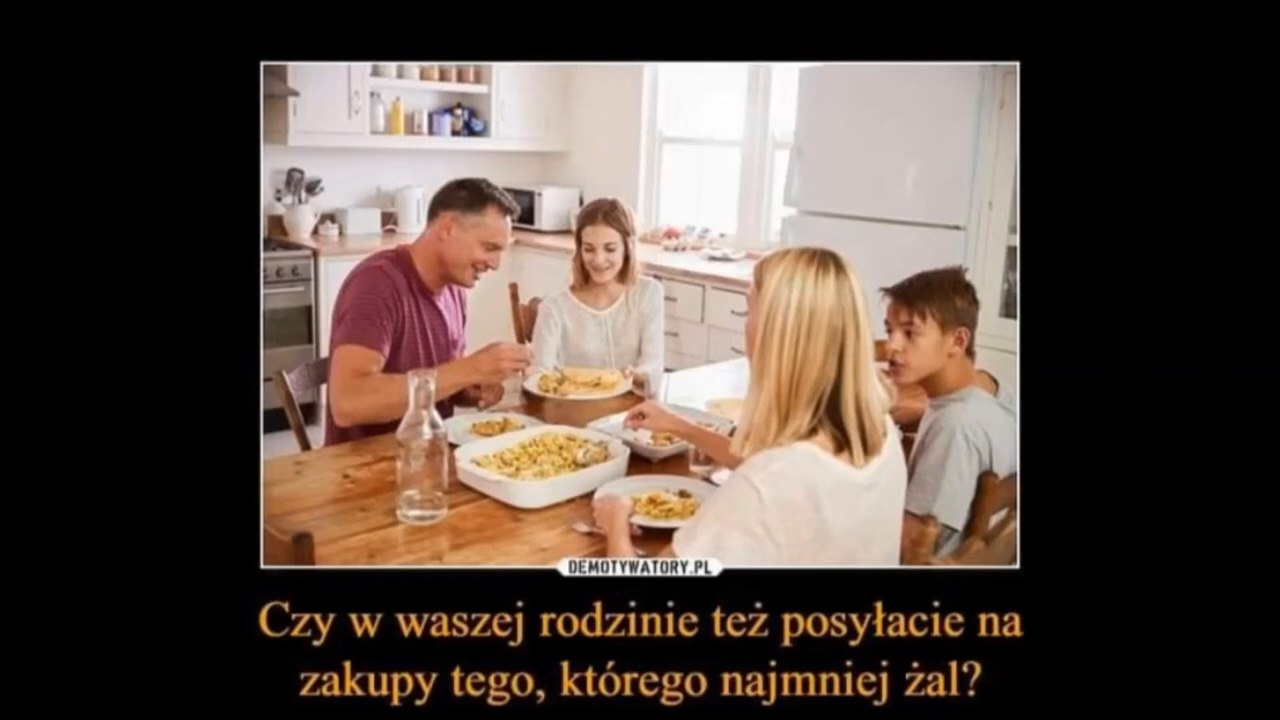 DEMOTYWATORY.PL
Czy w waszej rodzinie też posyłacie na
zakupy tego, którego najmniej żal?